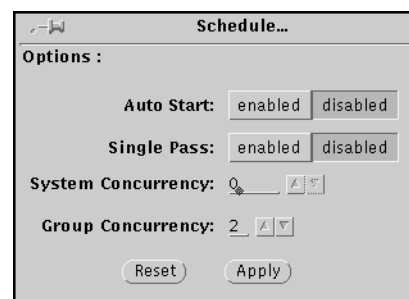 Schedule...
Options :
Auto Start: enabled disabled
Single Pass: enabled disabled
System Concurrency: 0
Group Concurrency: 2
Reset Apply